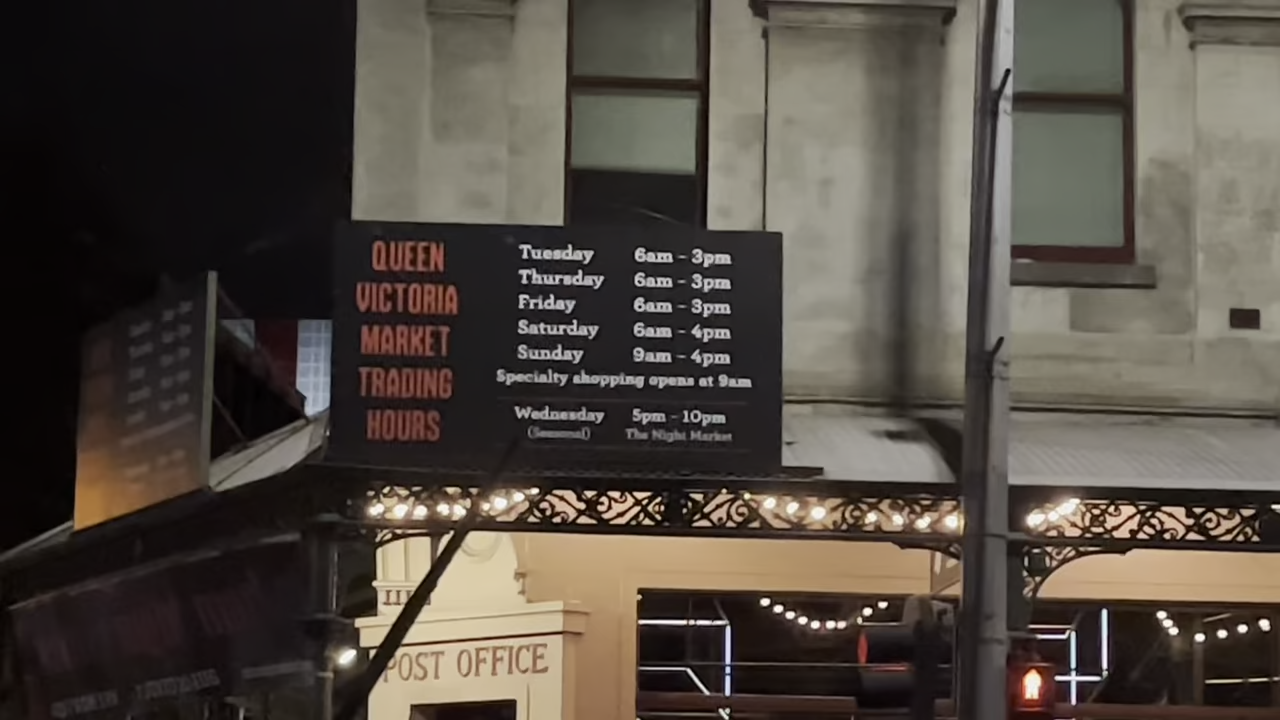 QUEEN
VICTORIA
MARKET
TRADING
HOURS
Tuesday 6am - 3pm
Thursday 6am - 3pm
Friday 6am - 3pm
Saturday 6am - 4pm
Sunday 9am - 4pm
Specialty shopping opens at 9am
Wednesday 5pm - 10pm
(Seasonal) The Night Market
POST OFFICE